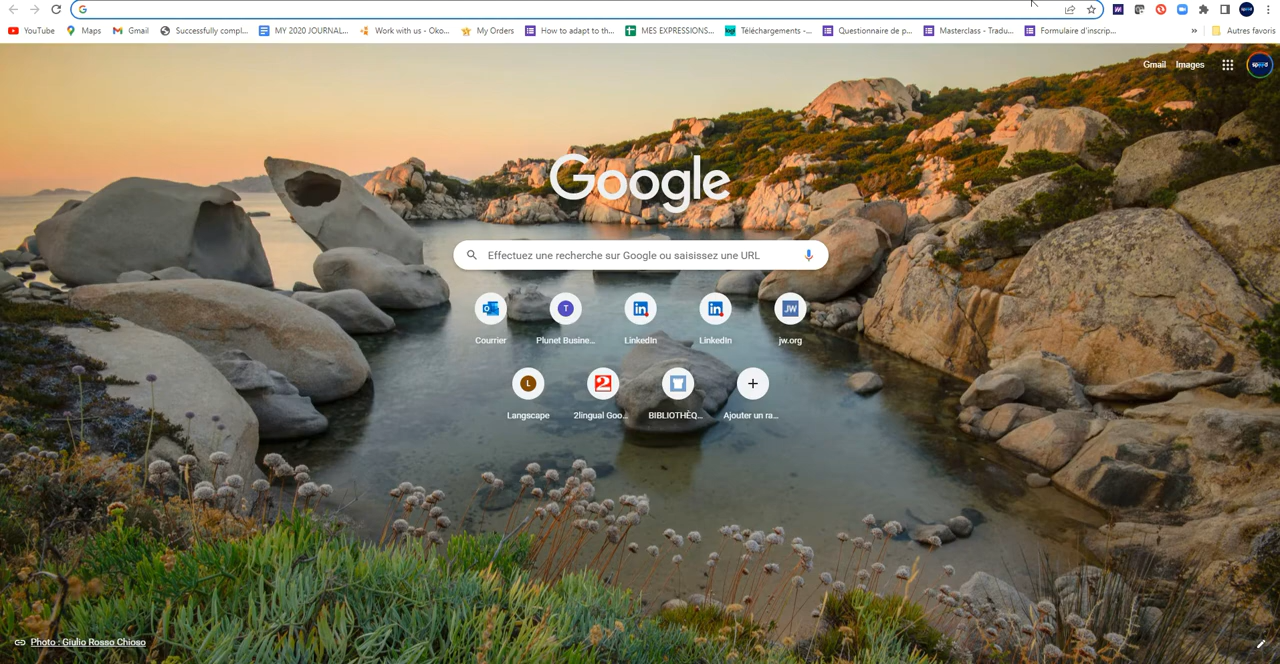 YouTube Maps Gmail Successfully compl... MY 2020 JOURNAL... Work with us - Oko... My Orders How to adapt to th... MES EXPRESSIONS... Téléchargements -... Questionnaire de p... Masterclass - Tradu... Formulaire d'inscrip... » Autres favoris
Gmail Images
Google
Effectuez une recherche sur Google ou saisissez une URL
Courrier Plunet Busine... LinkedIn LinkedIn jw.org
Langscape 2lingual Goo... BIBLIOTHÈQ... Ajouter un ra...
Photo : Giulio Rosso Chioso